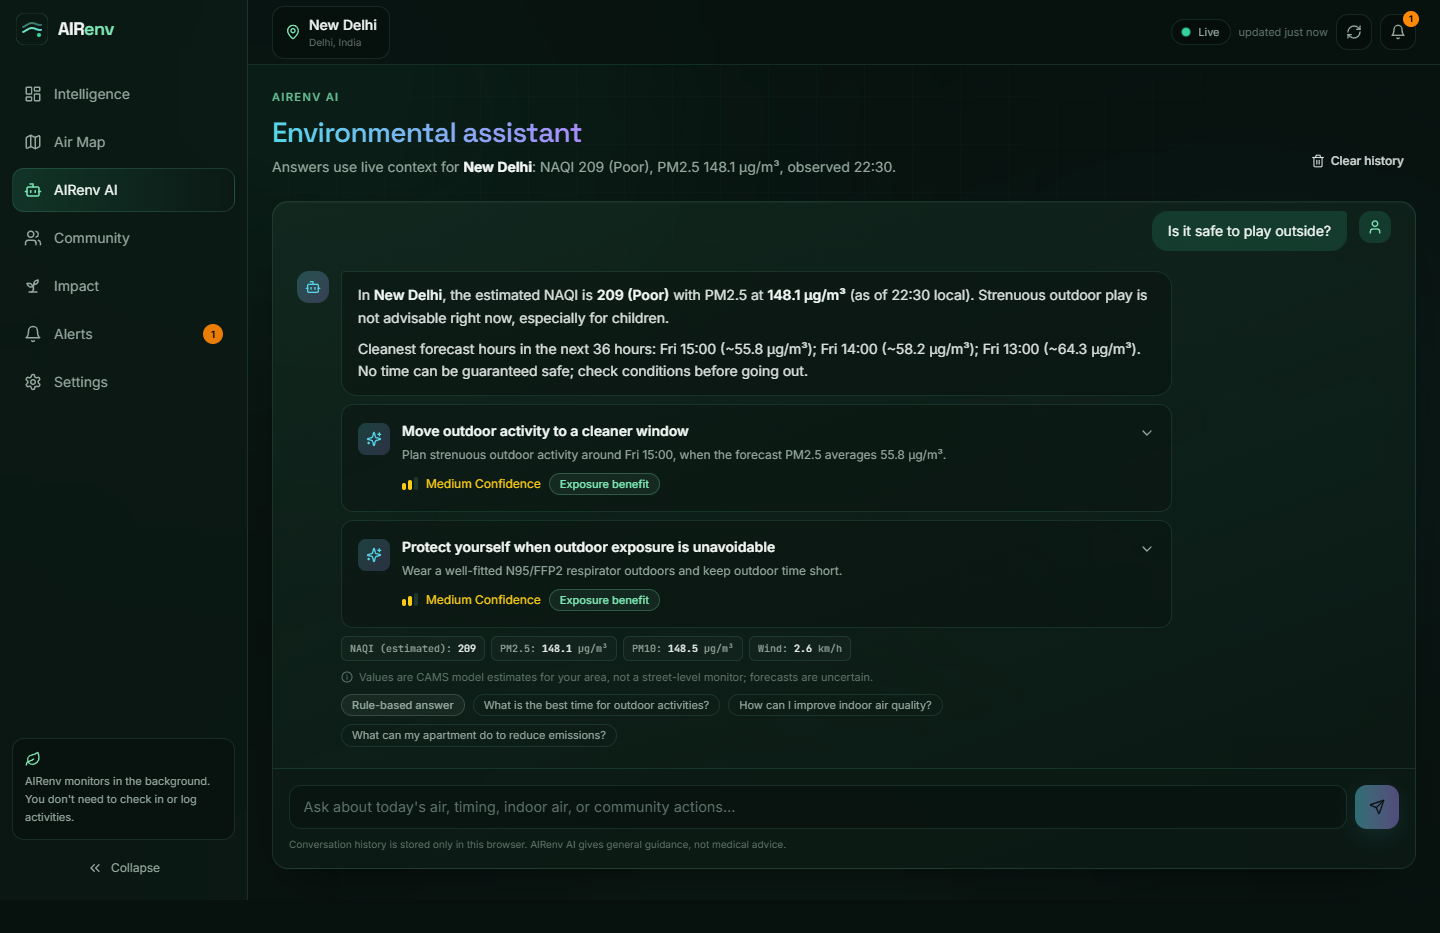 AIRenv
Intelligence
Air Map
AIRenv AI
Community
Impact
Alerts
1
Settings
AIRenv monitors in the background.
You don't need to check in or log
activities.
Collapse
New Delhi
Delhi, India
Live
updated just now
1
AIRENV AI
Environmental assistant
Answers use live context for New Delhi: NAQI 209 (Poor), PM2.5 148.1 µg/m³, observed 22:30.
Clear history
Is it safe to play outside?
In New Delhi, the estimated NAQI is 209 (Poor) with PM2.5 at 148.1 µg/m³ (as of 22:30 local). Strenuous outdoor play is
not advisable right now, especially for children.
Cleanest forecast hours in the next 36 hours: Fri 15:00 (~55.8 µg/m³); Fri 14:00 (~58.2 µg/m³); Fri 13:00 (~64.3 µg/m³).
No time can be guaranteed safe; check conditions before going out.
Move outdoor activity to a cleaner window
Plan strenuous outdoor activity around Fri 15:00, when the forecast PM2.5 averages 55.8 µg/m³.
Medium Confidence Exposure benefit
Protect yourself when outdoor exposure is unavoidable
Wear a well-fitted N95/FFP2 respirator outdoors and keep outdoor time short.
Medium Confidence Exposure benefit
NAQI (estimated): 209 PM2.5: 148.1 µg/m³ PM10: 148.5 µg/m³ Wind: 2.6 km/h
Values are CAMS model estimates for your area, not a street-level monitor; forecasts are uncertain.
Rule-based answer What is the best time for outdoor activities? How can I improve indoor air quality?
What can my apartment do to reduce emissions?
Ask about today's air, timing, indoor air, or community actions...
Conversation history is stored only in this browser. AIRenv AI gives general guidance, not medical advice.